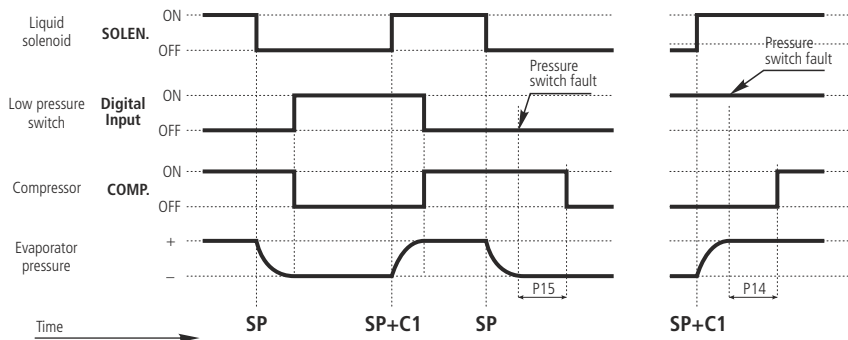 Liquid
solenoid
SOLEN.
ON
OFF
Pressure
switch fault
Pressure
switch fault
Low pressure
switch
Digital
Input
ON
OFF
Compressor
COMP.
ON
OFF
Evaporator
pressure
+
–
P15
P14
Time
SP
SP+C1
SP
SP+C1